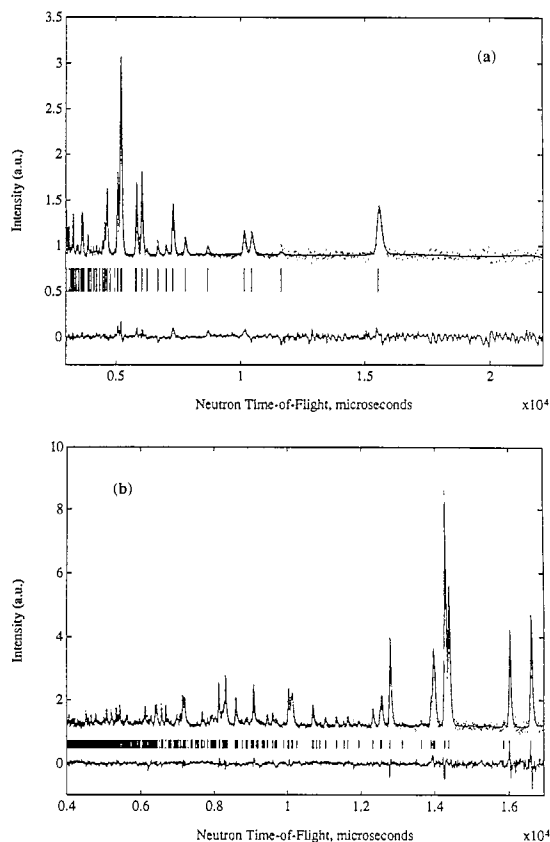 3.5
(a)
3
2.5
2
1.5
1
0.5
0
Intensity (a.u.)
0.5 1 1.5 2
Neutron Time-of-Flight, microseconds x10⁴
10
(b)
8
6
4
2
0
Intensity (a.u.)
0.4 0.6 0.8 1 1.2 1.4 1.6
Neutron Time-of-Flight, microseconds x10⁴